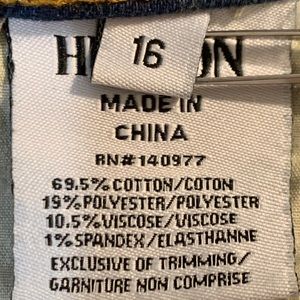 16
MADE IN
CHINA
RN#140977
69.5%COTTON/COTON
19%POLYESTER/POLYESTER
10.5%VISCOSE/VISCOSE
1%SPANDEX/ELASTHANNE
EXCLUSIVE OF TRIMMING/
GARNITURE NON COMPRISE